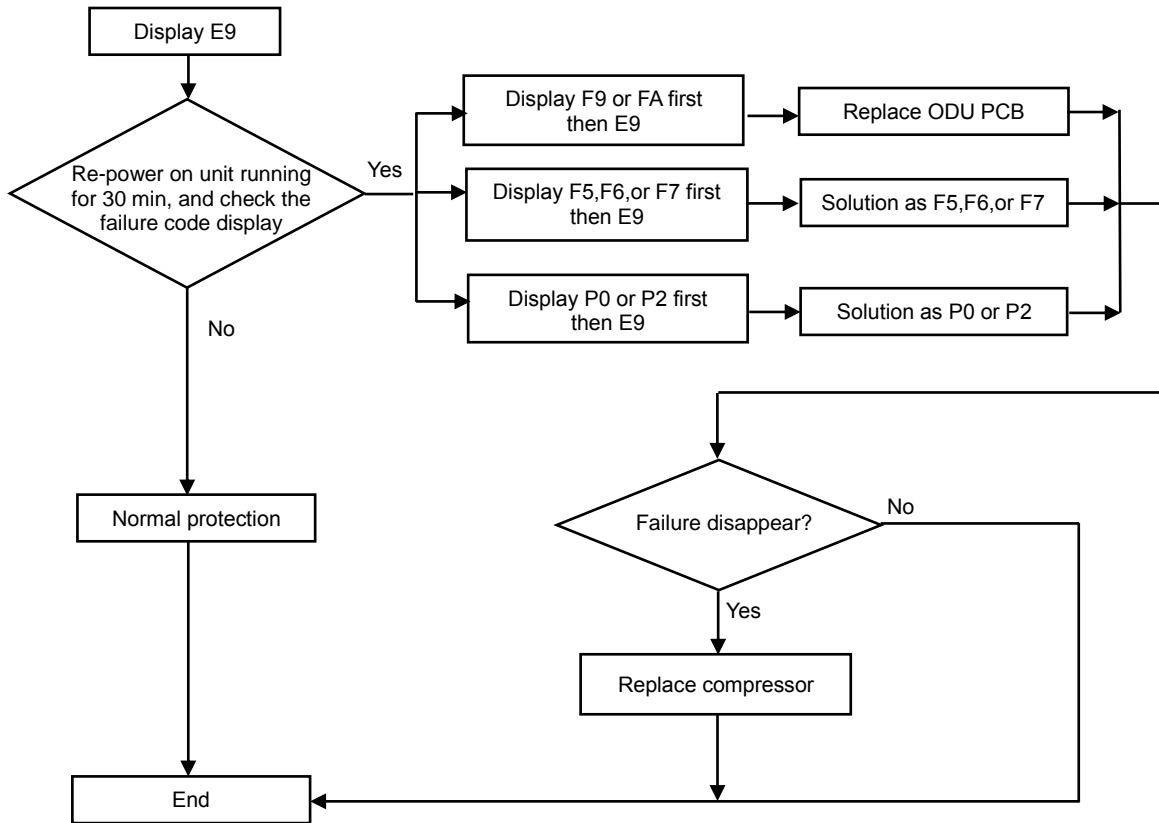 Display E9
Re-power on unit running
for 30 min, and check the
failure code display
Yes
No
Display F9 or FA first
then E9
Replace ODU PCB
Display F5,F6,or F7 first
then E9
Solution as F5,F6,or F7
Display P0 or P2 first
then E9
Solution as P0 or P2
Normal protection
Failure disappear?
No
Yes
Replace compressor
End